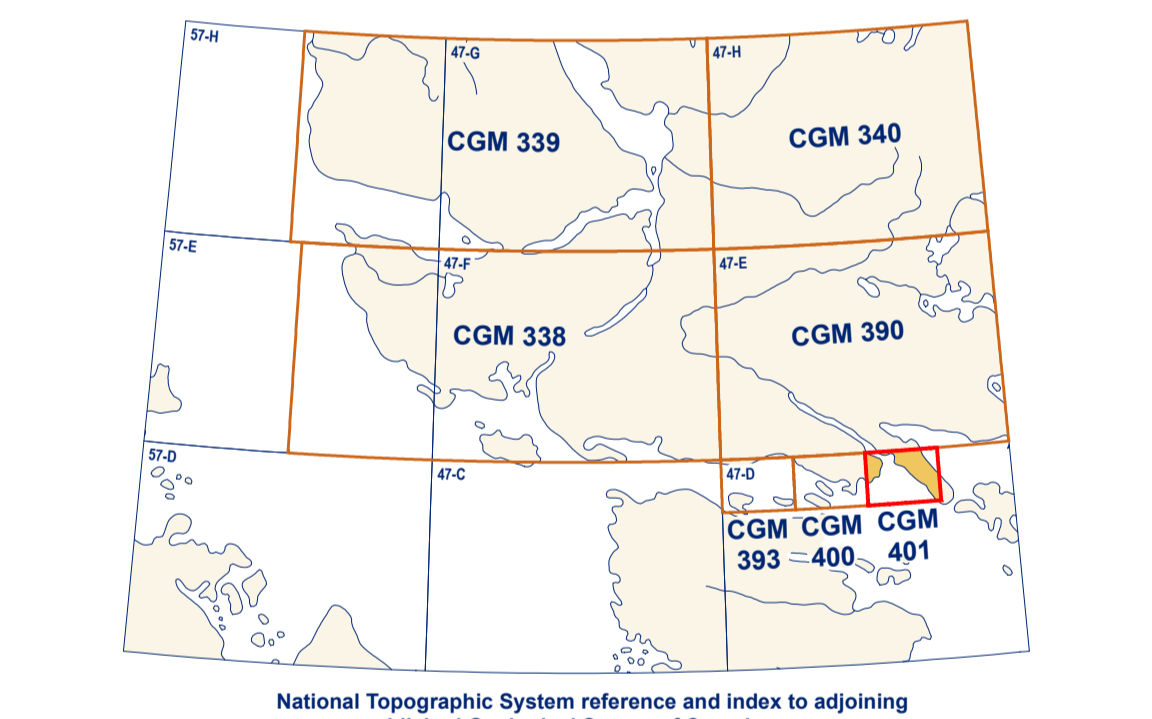 57-H
47-G
47-H
CGM 339
CGM 340
57-E
47-F
47-E
CGM 338
CGM 390
57-D
47-C
47-D
CGM
393
CGM
400
CGM
401
National Topographic System reference and index to adjoining